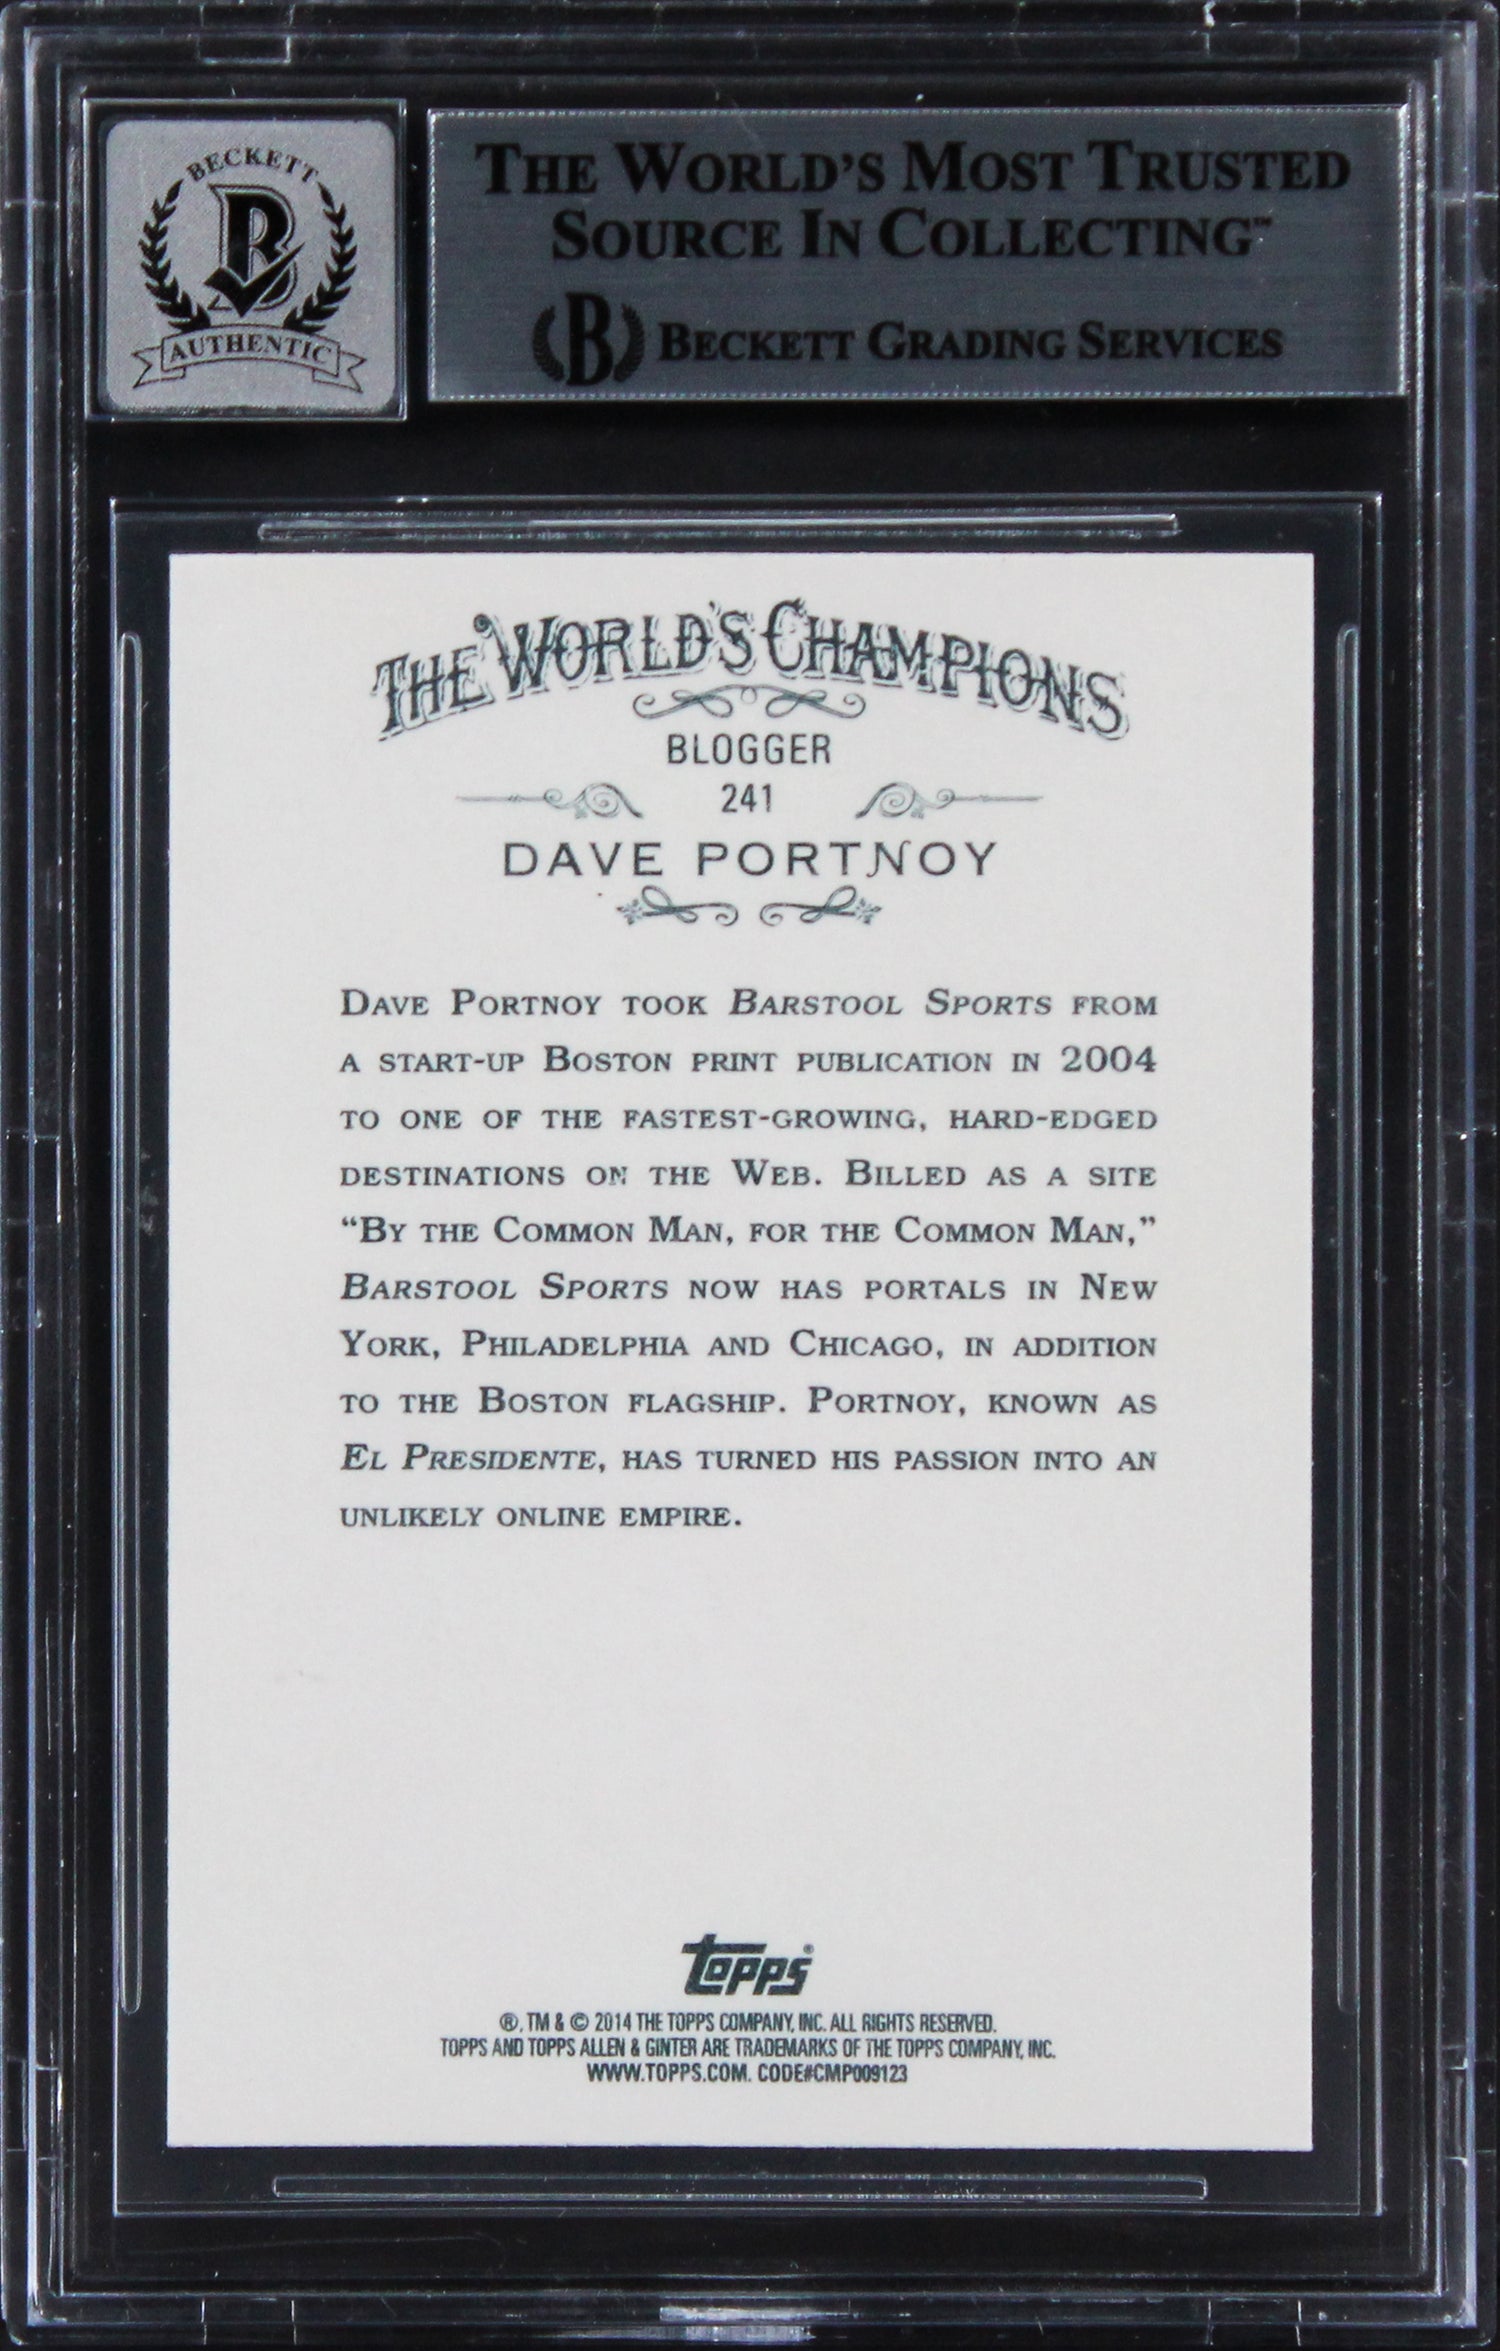 BECKETT
B
AUTHENTIC
THE WORLD'S MOST TRUSTED
SOURCE IN COLLECTING™
B BECKETT GRADING SERVICES
THE WORLD'S CHAMPIONS
BLOGGER
241
DAVE PORTNOY
DAVE PORTNOY TOOK BARSTOOL SPORTS FROM
A START-UP BOSTON PRINT PUBLICATION IN 2004
TO ONE OF THE FASTEST-GROWING, HARD-EDGED
DESTINATIONS ON THE WEB. BILLED AS A SITE
“BY THE COMMON MAN, FOR THE COMMON MAN,”
BARSTOOL SPORTS NOW HAS PORTALS IN NEW
YORK, PHILADELPHIA AND CHICAGO, IN ADDITION
TO THE BOSTON FLAGSHIP. PORTNOY, KNOWN AS
EL PRESIDENTE, HAS TURNED HIS PASSION INTO AN
UNLIKELY ONLINE EMPIRE.
topps®
®, TM & © 2014 THE TOPPS COMPANY, INC. ALL RIGHTS RESERVED.
TOPPS AND TOPPS ALLEN & GINTER ARE TRADEMARKS OF THE TOPPS COMPANY, INC.
WWW.TOPPS.COM. CODE#CMP009123